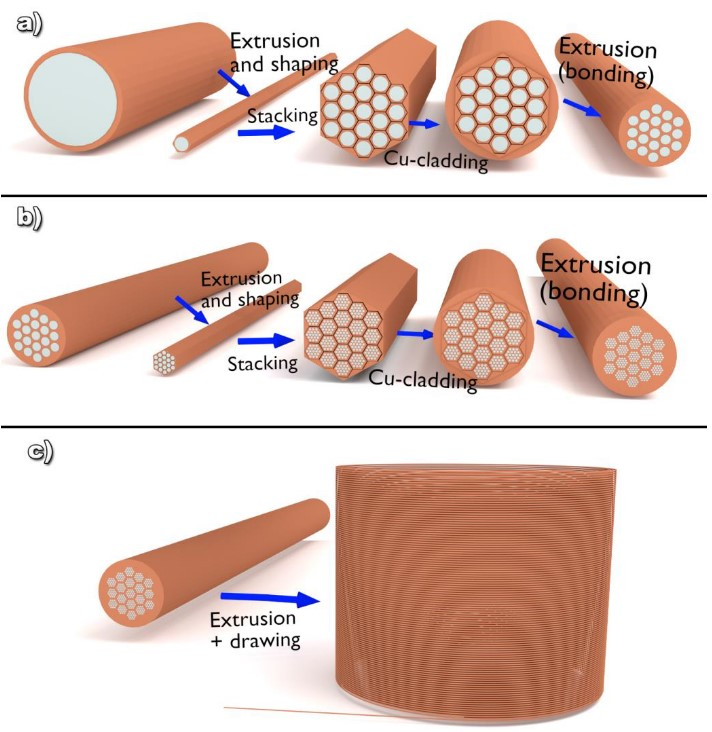 a)
Extrusion
and shaping
Stacking
Cu-cladding
Extrusion
(bonding)
b)
Extrusion
and shaping
Stacking
Cu-cladding
Extrusion
(bonding)
c)
Extrusion
+ drawing